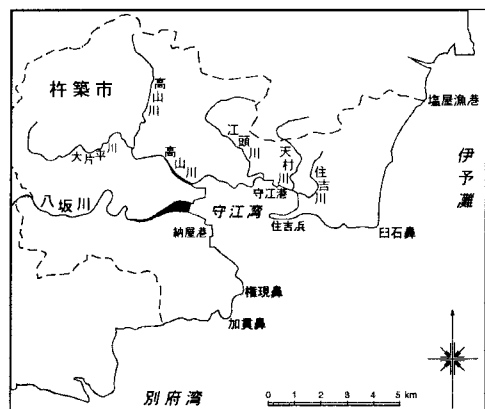 杵築市
高山川
大片平川
高山川
江頭川
天村川
住吉川
塩屋漁港
伊予灘
八坂川
守江港
守江湾
納屋港
住吉浜
臼石鼻
権現鼻
加貫鼻
別府湾
0 1 2 3 4 5 km